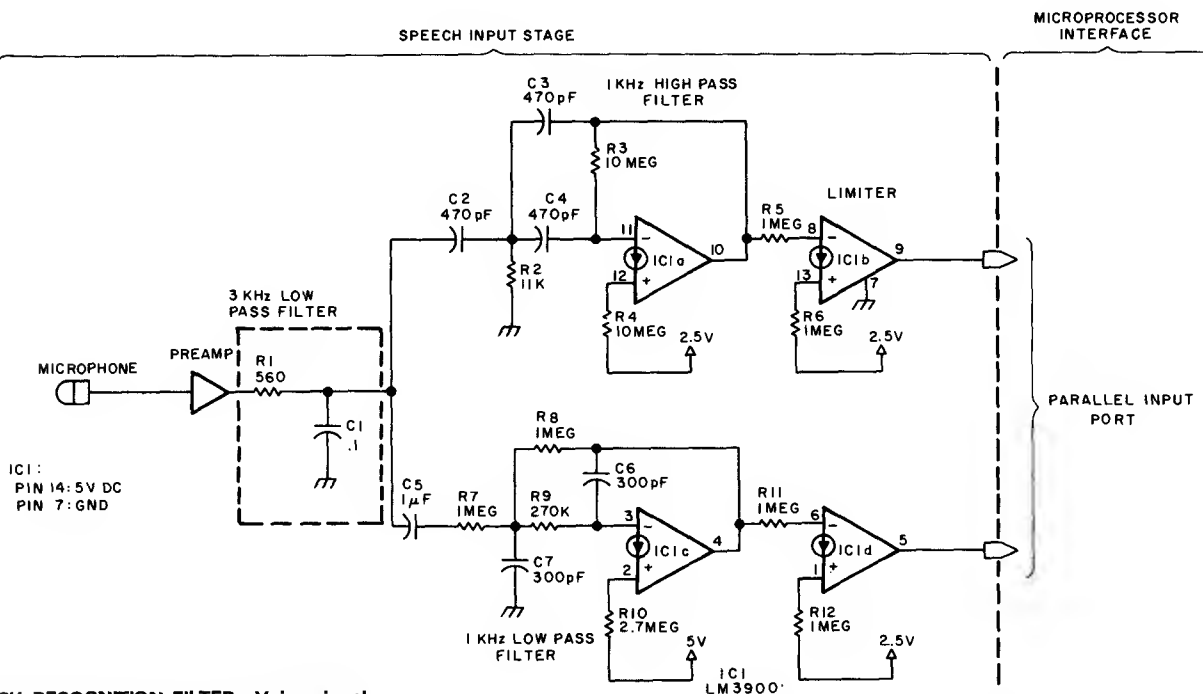 SPEECH INPUT STAGE
MICROPROCESSOR
INTERFACE
C3
470pF
1KHz HIGH PASS
FILTER
R3
10 MEG
C2
470pF
C4
470pF
LIMITER
R5
1MEG
11
-
IC1a
10
12
+
8
-
IC1b
9
13
+
7
R2
11K
R4
10MEG
2.5V
R6
1MEG
2.5V
3 KHz LOW
PASS FILTER
MICROPHONE
PREAMP
R1
560
C1
.1
PARALLEL INPUT
PORT
IC1:
PIN 14: 5V DC
PIN 7: GND
R8
1MEG
C6
300pF
C5
1µF
R7
1MEG
R9
270K
R11
1MEG
3
-
IC1c
4
2
+
6
-
IC1d
5
1
+
C7
300pF
R10
2.7MEG
R12
1MEG
1 KHz LOW PASS
FILTER
5V
2.5V
IC1
LM3900